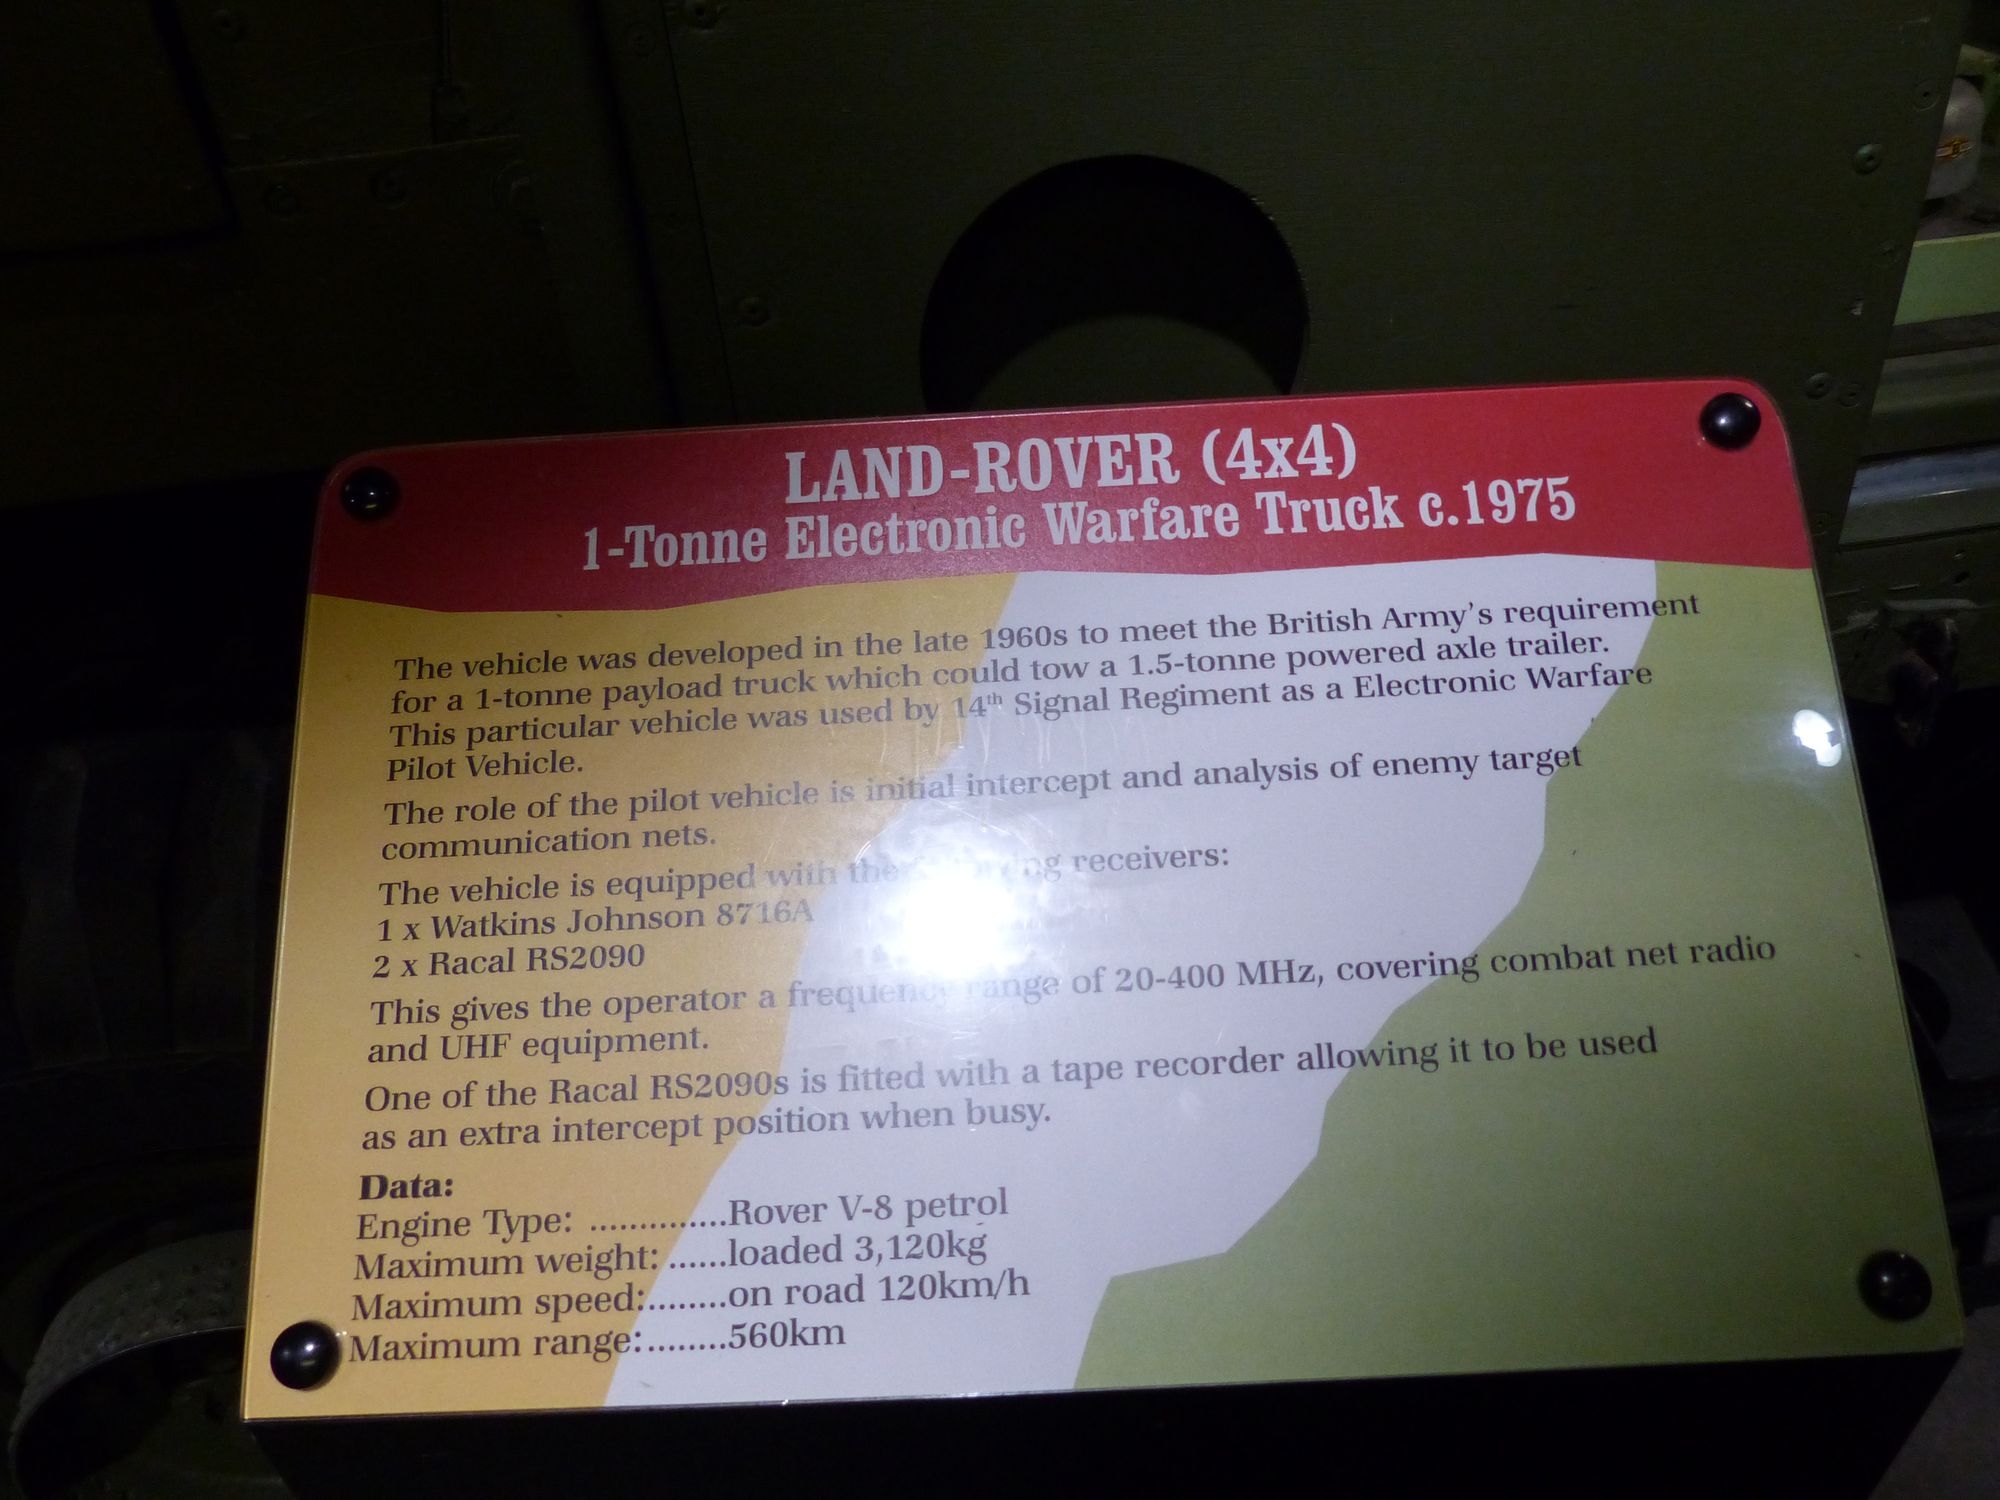 LAND-ROVER (4x4)
1-Tonne Electronic Warfare Truck c.1975
The vehicle was developed in the late 1960s to meet the British Army's requirement
for a 1-tonne payload truck which could tow a 1.5-tonne powered axle trailer.
This particular vehicle was used by 14th Signal Regiment as a Electronic Warfare
Pilot Vehicle.
The role of the pilot vehicle is initial intercept and analysis of enemy target
communication nets.
The vehicle is equipped with the receivers:
1 x Watkins Johnson 8716A
2 x Racal RS2090
This gives the operator a frequency range of 20-400 MHz, covering combat net radio
and UHF equipment.
One of the Racal RS2090s is fitted with a tape recorder allowing it to be used
as an extra intercept position when busy.
Data:
Engine Type: ..............Rover V-8 petrol
Maximum weight: ......loaded 3,120kg
Maximum speed:........on road 120km/h
Maximum range:........560km